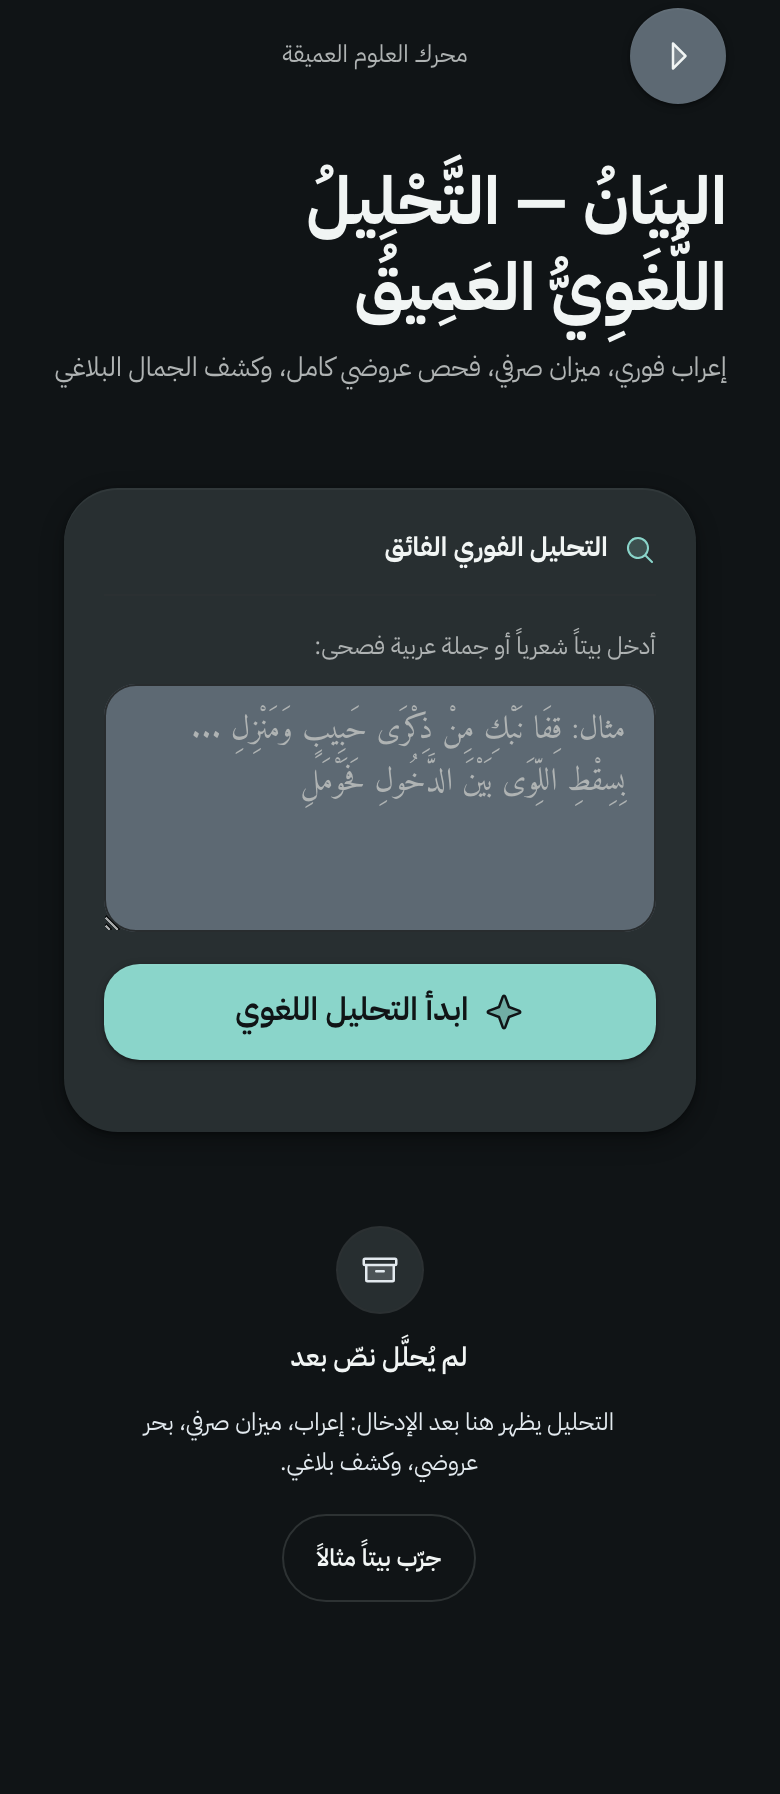 محرك العلوم العميقة
البيَانُ — التَّحْلِيلُ
اللُّغَوِيُّ العَمِيقُ
إعراب فوري، ميزان صرفي، فحص عروضي كامل، وكشف الجمال البلاغي
التحليل الفوري الفائق
أدخل بيتاً شعرياً أو جملة عربية فصحى:
مثال: قِفَا نَبْكِ مِنْ ذِكْرَى حَبِيبٍ وَمَنْزِلِ ...
بِسِقْطِ اللِّوَى بَيْنَ الدَّخُولِ فَحَوْمَلِ
ابدأ التحليل اللغوي
لم يُحلَّل نصّ بعد
التحليل يظهر هنا بعد الإدخال: إعراب، ميزان صرفي، بحر
عروضي، وكشف بلاغي.
جرّب بيتاً مثالاً